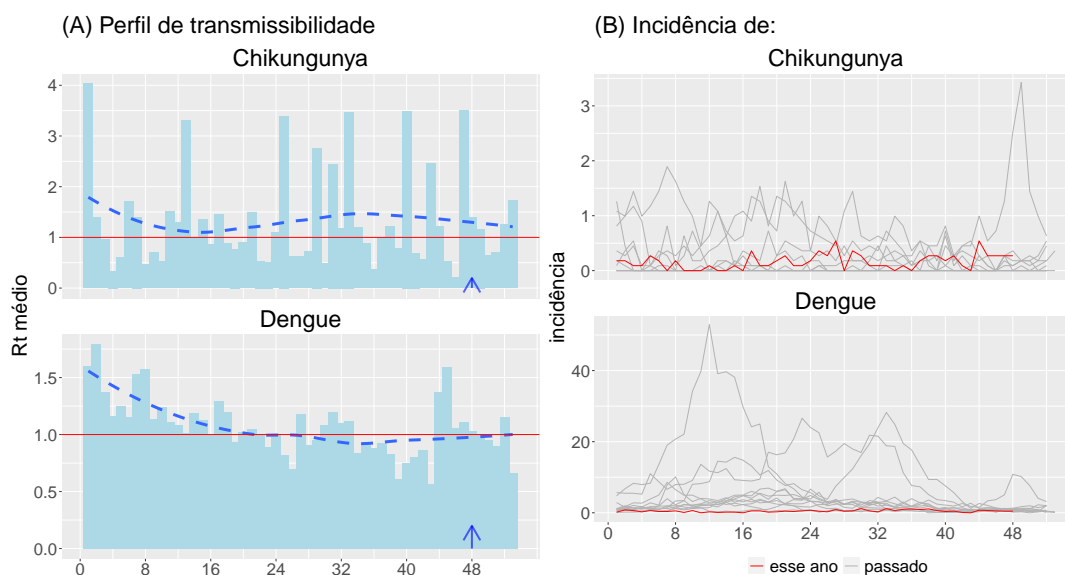 (A) Perfil de transmissibilidade
Chikungunya
4
3
2
1
0
Dengue
1.5
1.0
0.5
0.0
0 8 16 24 32 40 48
Rt médio
(B) Incidência de:
Chikungunya
3
2
1
0
Dengue
40
20
0
0 8 16 24 32 40 48
incidência
esse ano passado